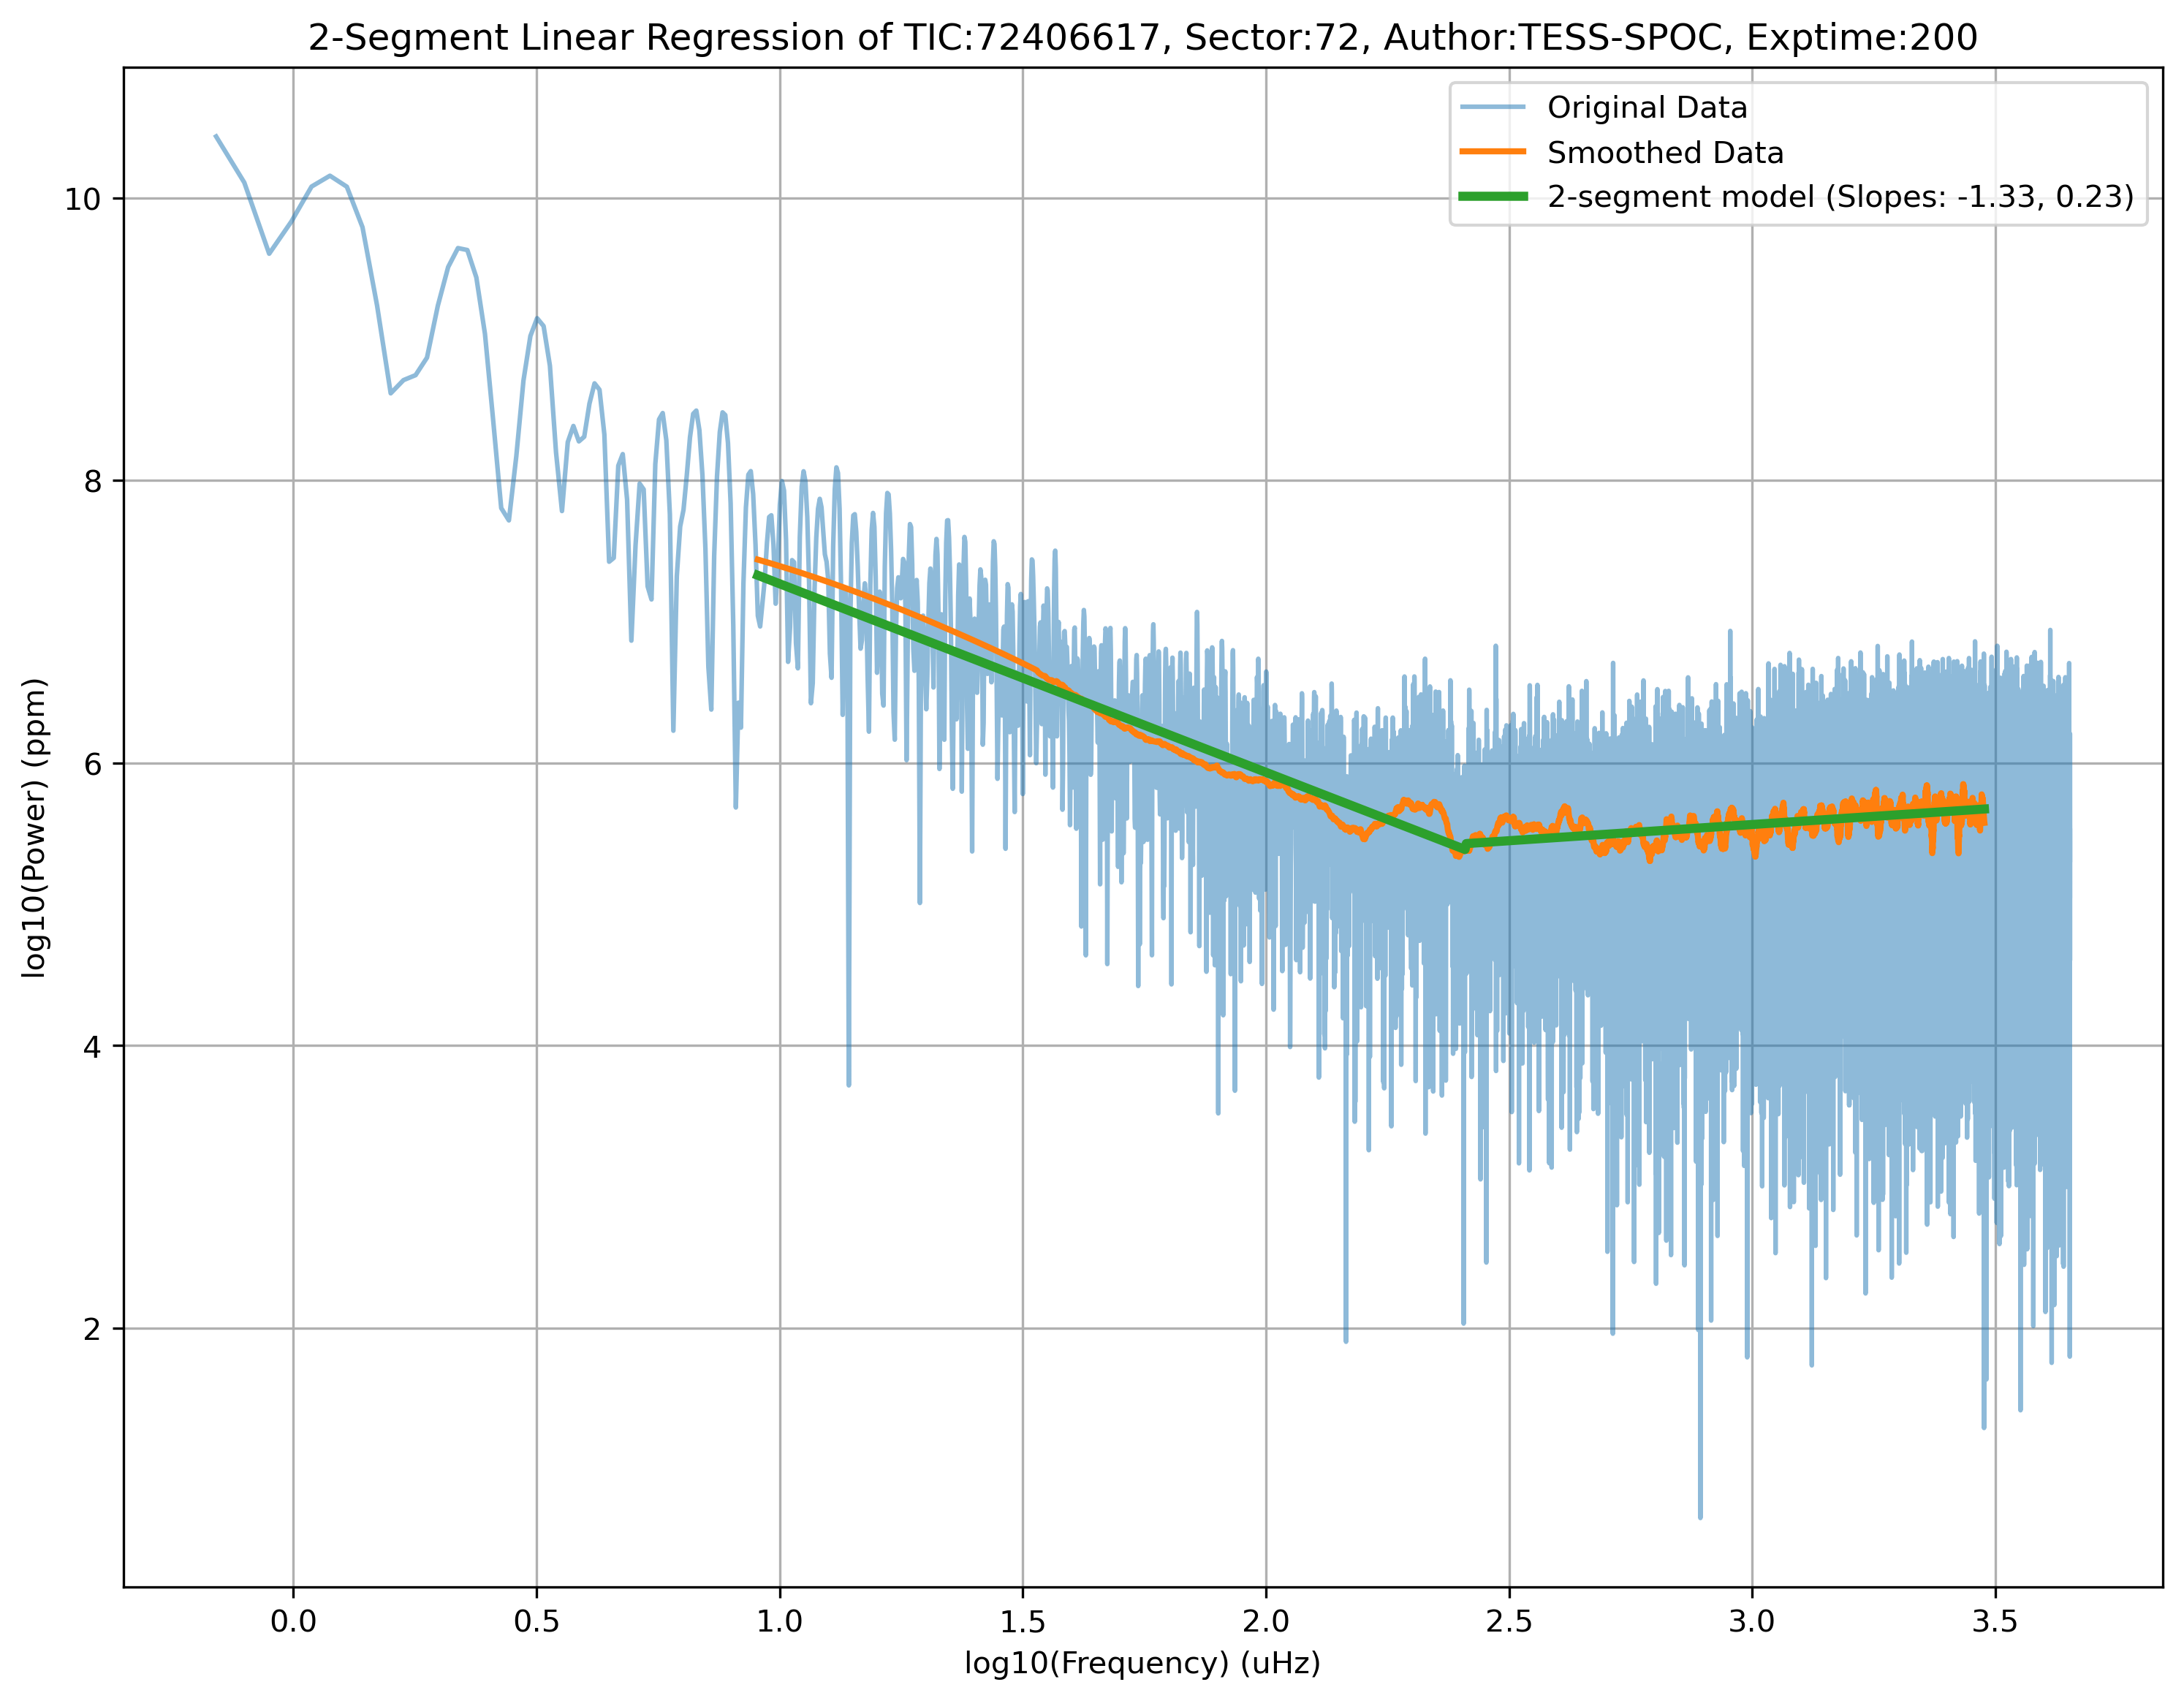 2-Segment Linear Regression of TIC:72406617, Sector:72, Author:TESS-SPOC, Exptime:200
Original Data
Smoothed Data
2-segment model (Slopes: -1.33, 0.23)
10
8
6
4
2
log10(Power) (ppm)
0.0 0.5 1.0 1.5 2.0 2.5 3.0 3.5
log10(Frequency) (uHz)